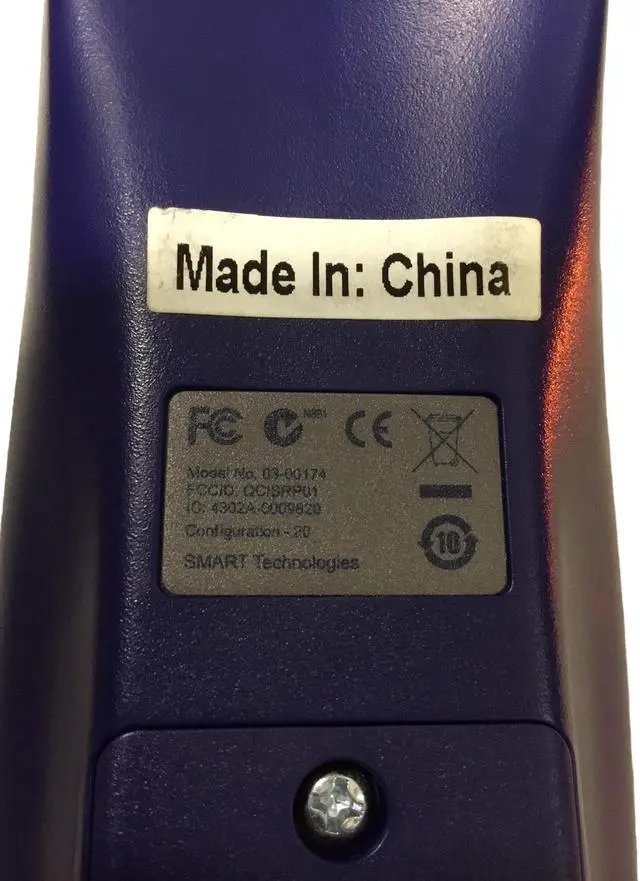 Made In: China
FC N381 CE
Model No. 03-00174
FCCID: QCISRP01
IC: 4302A-0009820
Configuration - 20
10
SMART Technologies